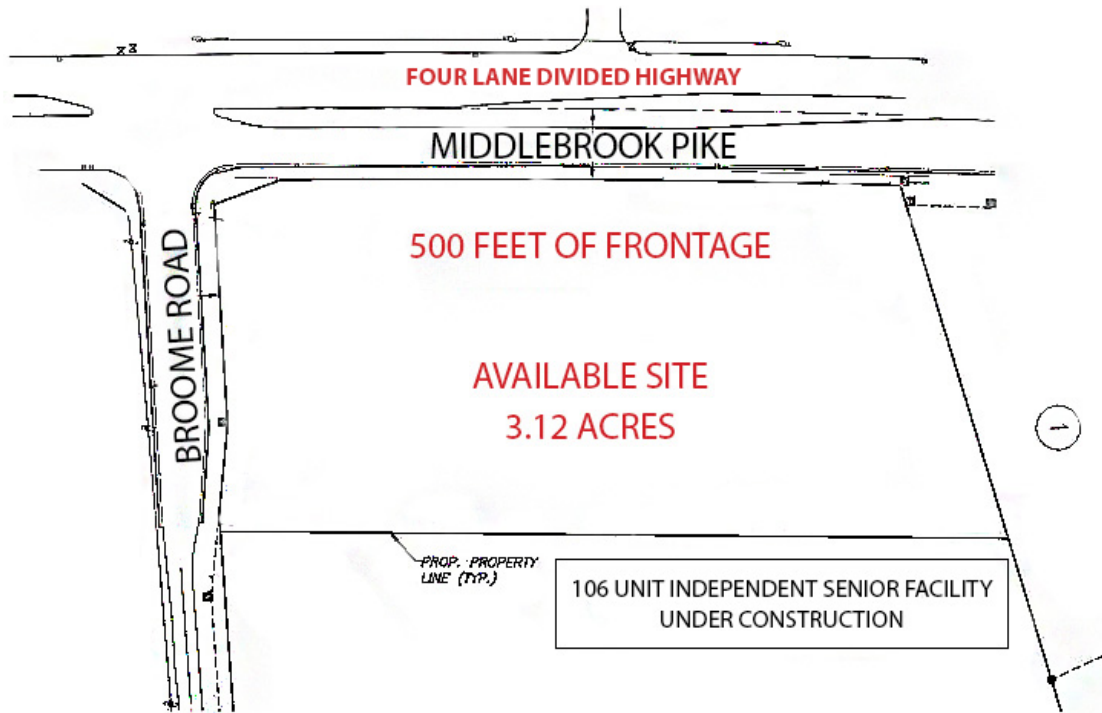 FOUR LANE DIVIDED HIGHWAY
MIDDLEBROOK PIKE
BROOME ROAD
500 FEET OF FRONTAGE
AVAILABLE SITE
3.12 ACRES
1
PROP. PROPERTY
LINE (TYP.)
106 UNIT INDEPENDENT SENIOR FACILITY
UNDER CONSTRUCTION